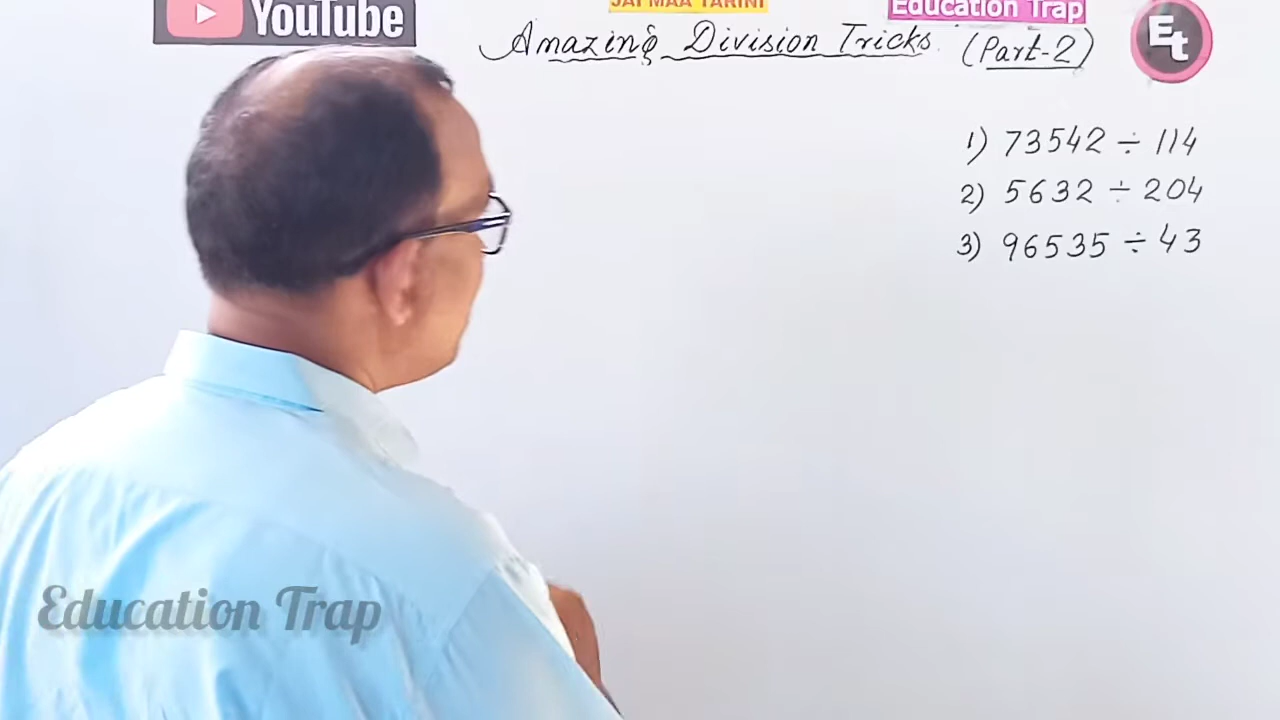 YouTube
JAI MAA TARINI
Education Trap
Et
Amazing Division Tricks. (Part-2)
1) 73542 ÷ 114
2) 5632 ÷ 204
3) 96535 ÷ 43
Education Trap